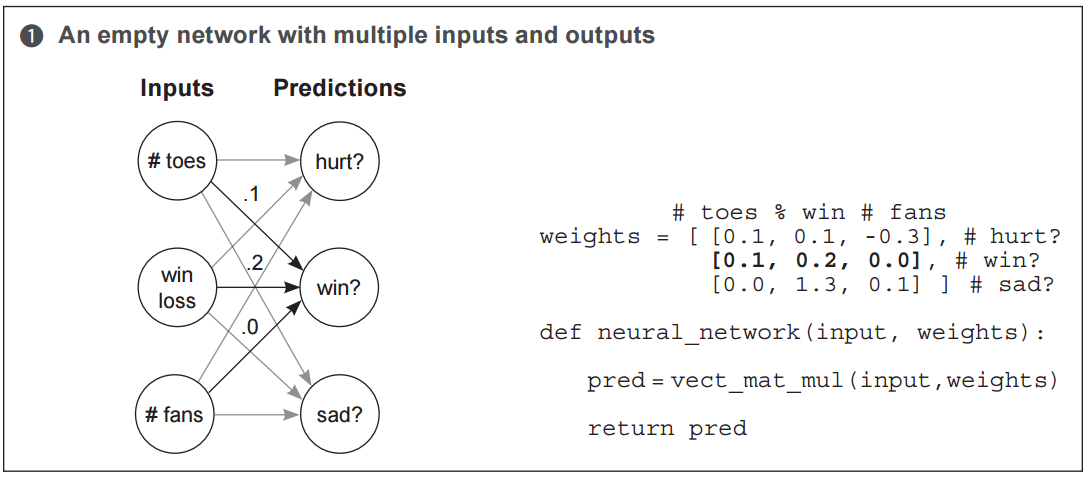 1 An empty network with multiple inputs and outputs
Inputs Predictions
# toes
hurt?
.1
win
loss
.2
win?
.0
# fans
sad?
# toes % win # fans
weights = [ [0.1, 0.1, -0.3], # hurt?
[0.1, 0.2, 0.0], # win?
[0.0, 1.3, 0.1] ] # sad?
def neural_network(input, weights):
pred = vect_mat_mul(input,weights)
return pred